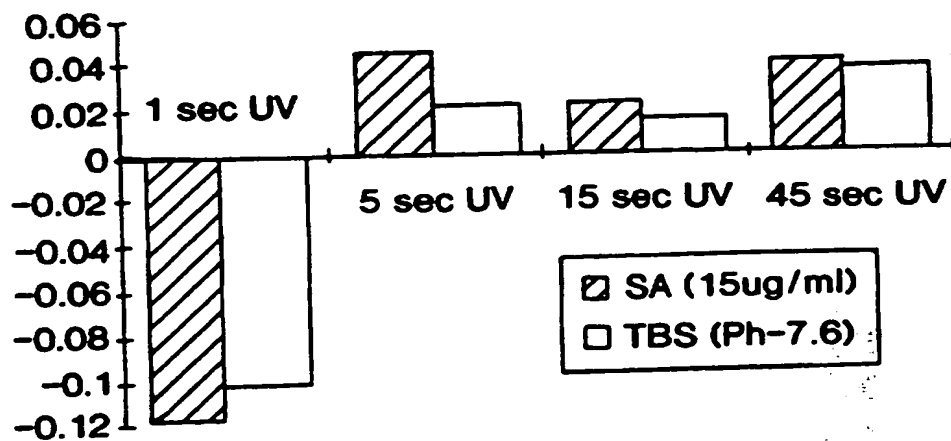 0.06
0.04
0.02
0
−0.02
−0.04
−0.06
−0.08
−0.1
−0.12
1 sec UV
5 sec UV
15 sec UV
45 sec UV
SA (15ug/ml)
TBS (Ph−7.6)